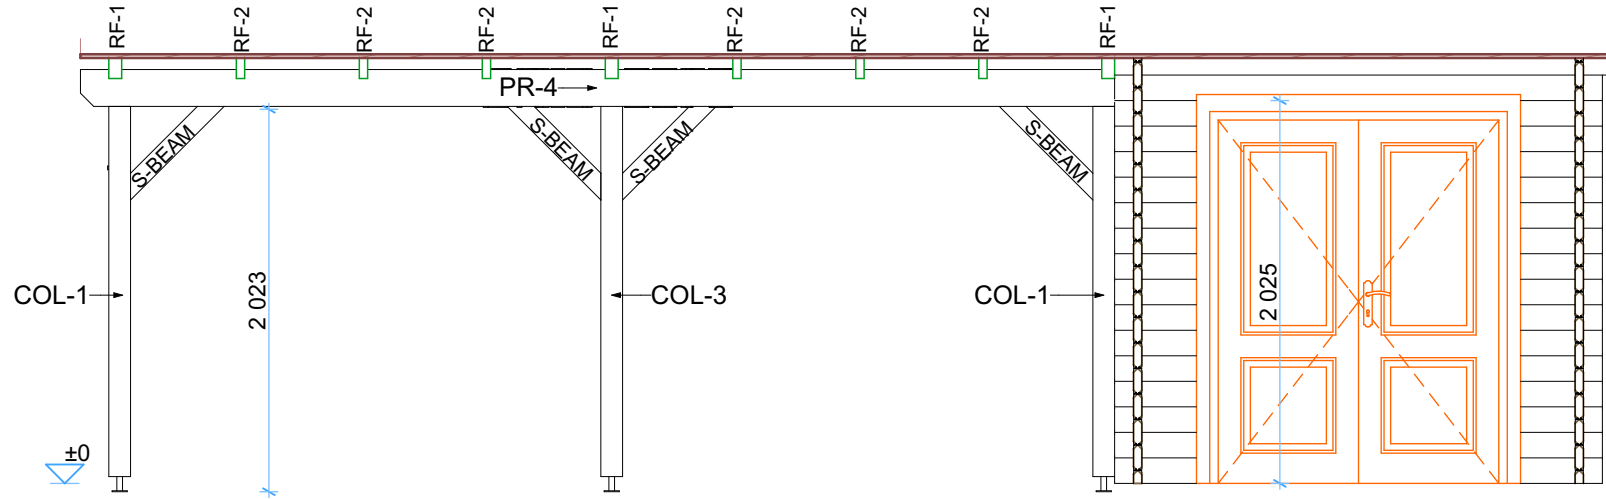 RF-1
RF-2
RF-2
RF-2
RF-1
RF-2
RF-2
RF-2
RF-1
PR-4
S-BEAM
S-BEAM
S-BEAM
S-BEAM
COL-1
2 023
COL-3
COL-1
2 025
±0